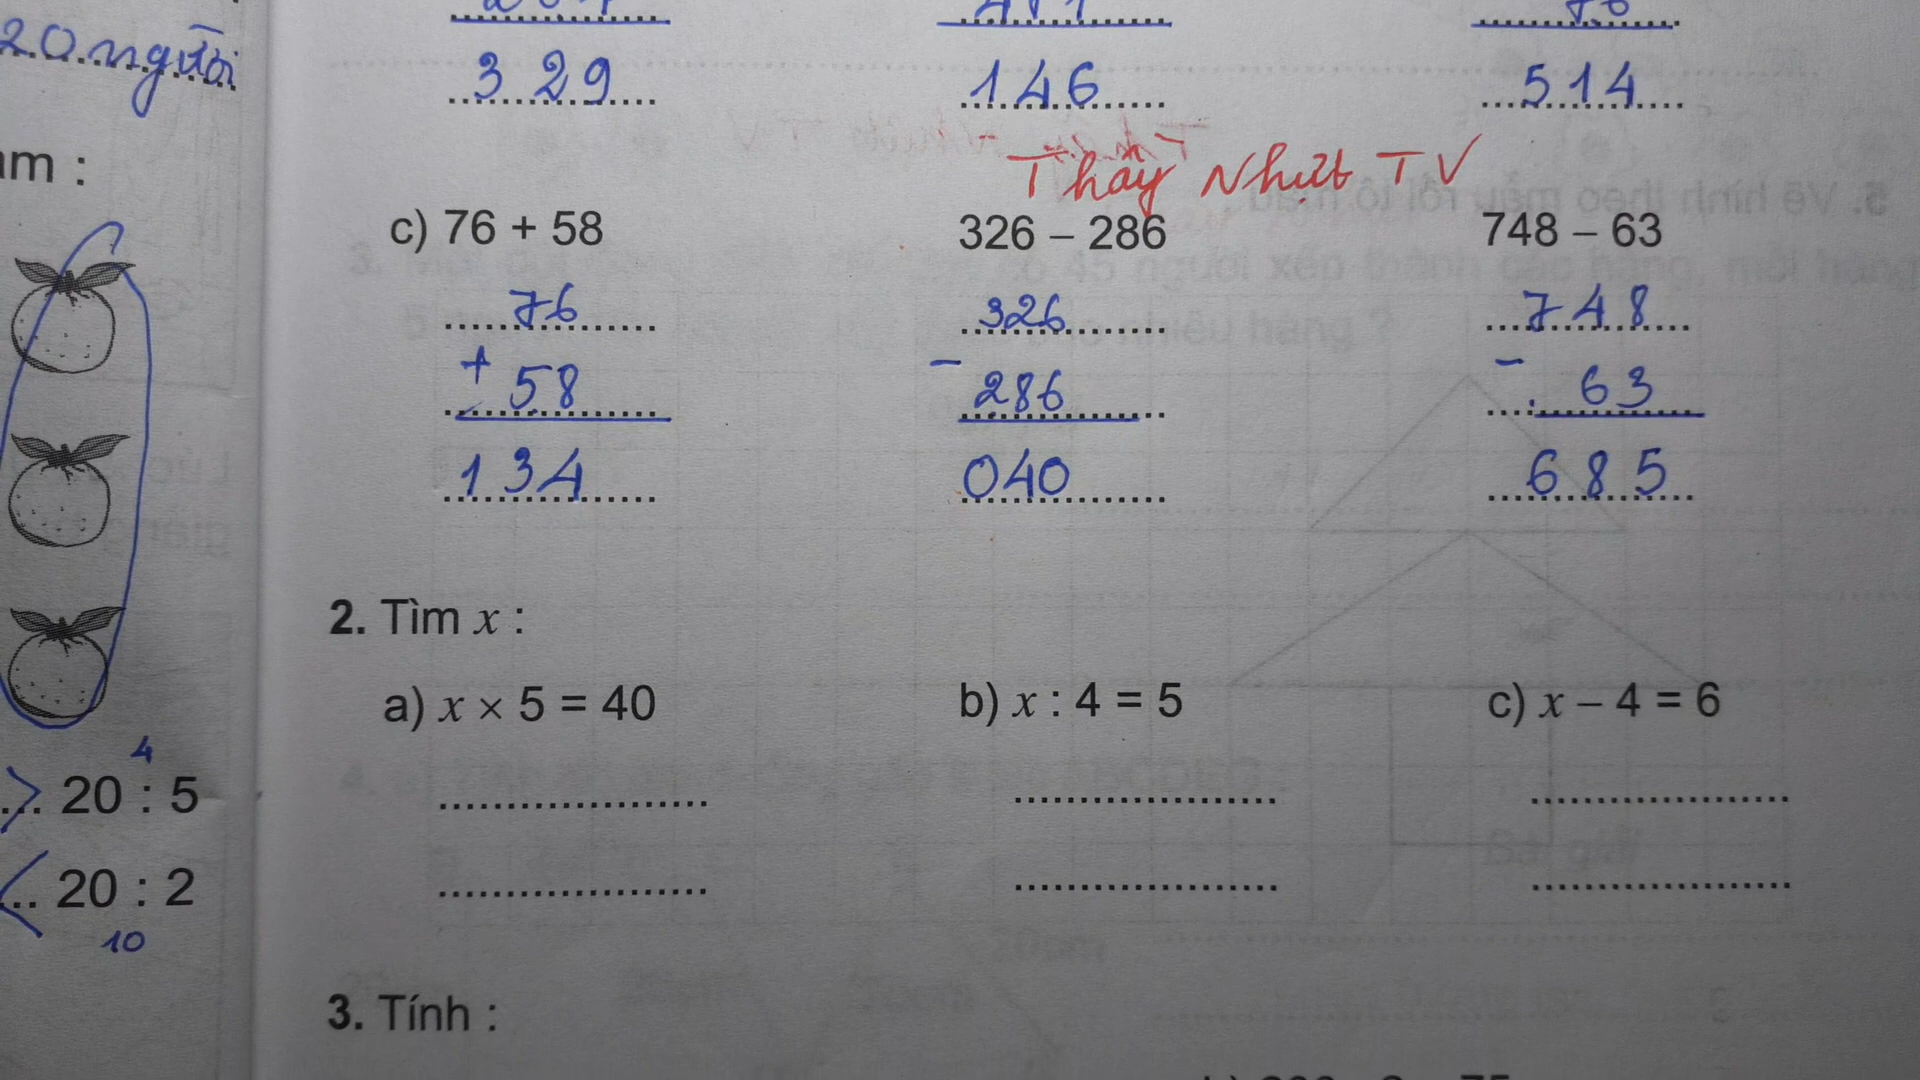 20 người
329 146 514
Thầy Nhựt TV
c) 76 + 58 326 – 286 748 – 63
76 326 748
+ 58 - 286 - 63
134 040 685
2. Tìm x :
a) x × 5 = 40 b) x : 4 = 5 c) x – 4 = 6
4
> 20 : 5
< 20 : 2
10
3. Tính :